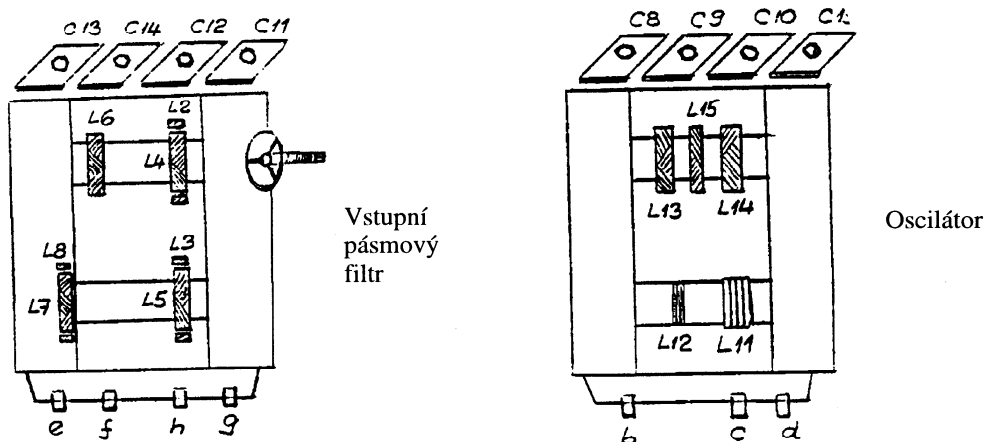 C13 C14 C12 C11
L6 L2
L4
L8 L3
L7 L5
e f h g
Vstupní
pásmový
filtr
C8 C9 C10
L15
L13 L14
L12 L11
b c d
Oscilátor